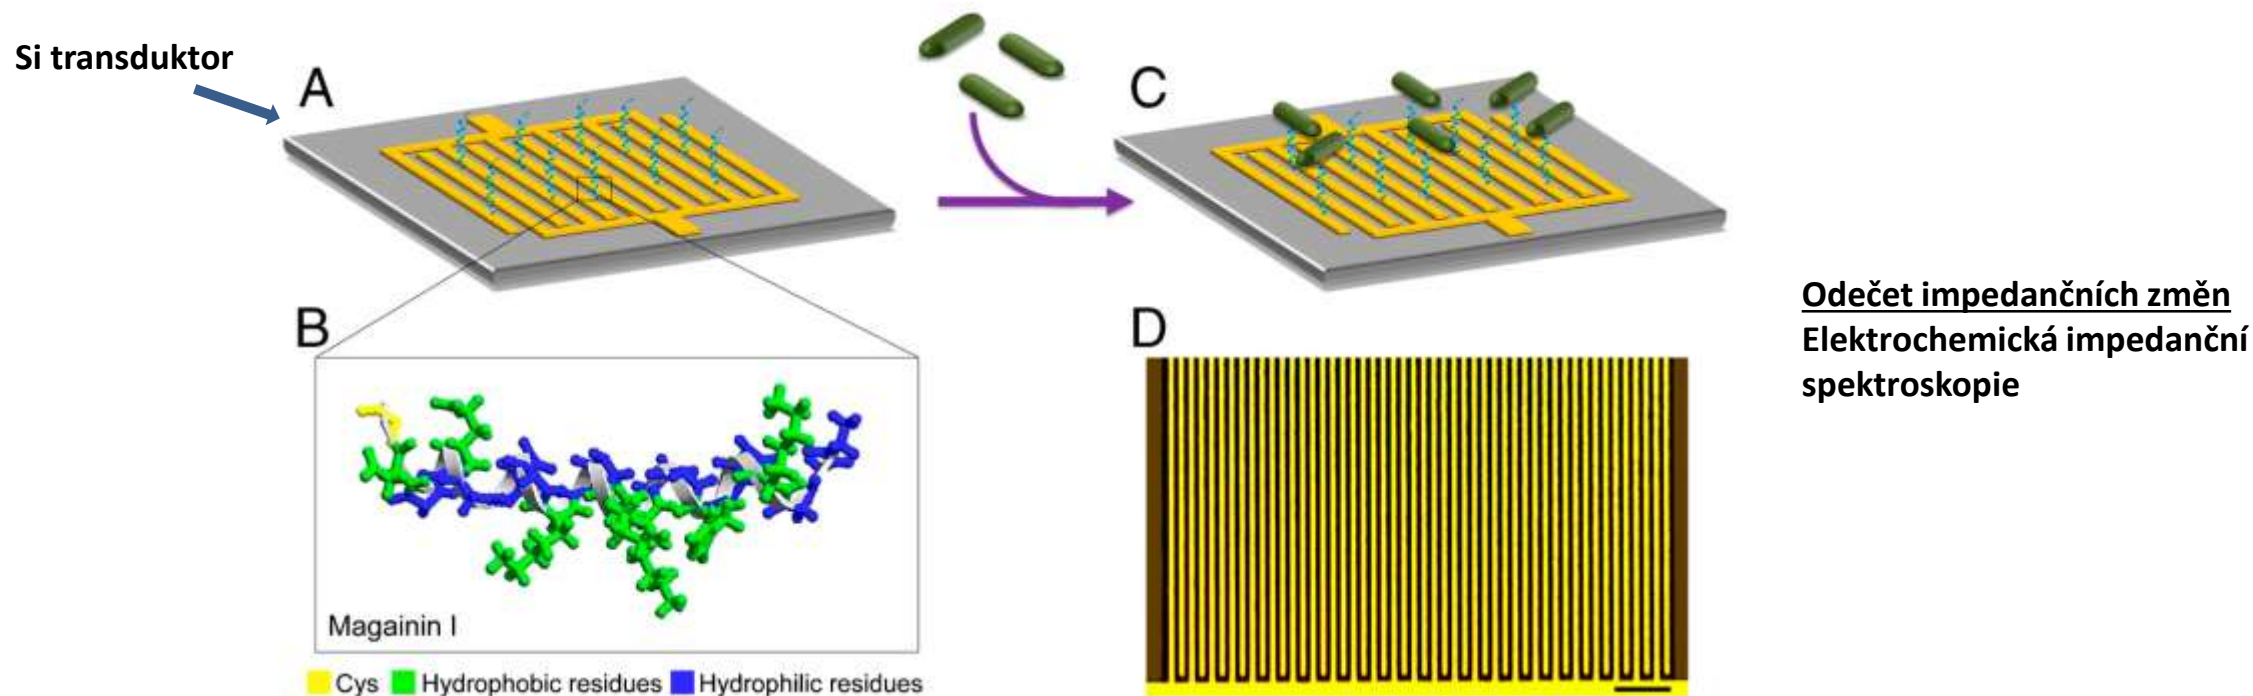 Si transduktor
A
C
B
D
Magainin I
Cys Hydrophobic residues Hydrophilic residues
Odečet impedančních změn
Elektrochemická impedanční
spektroskopie